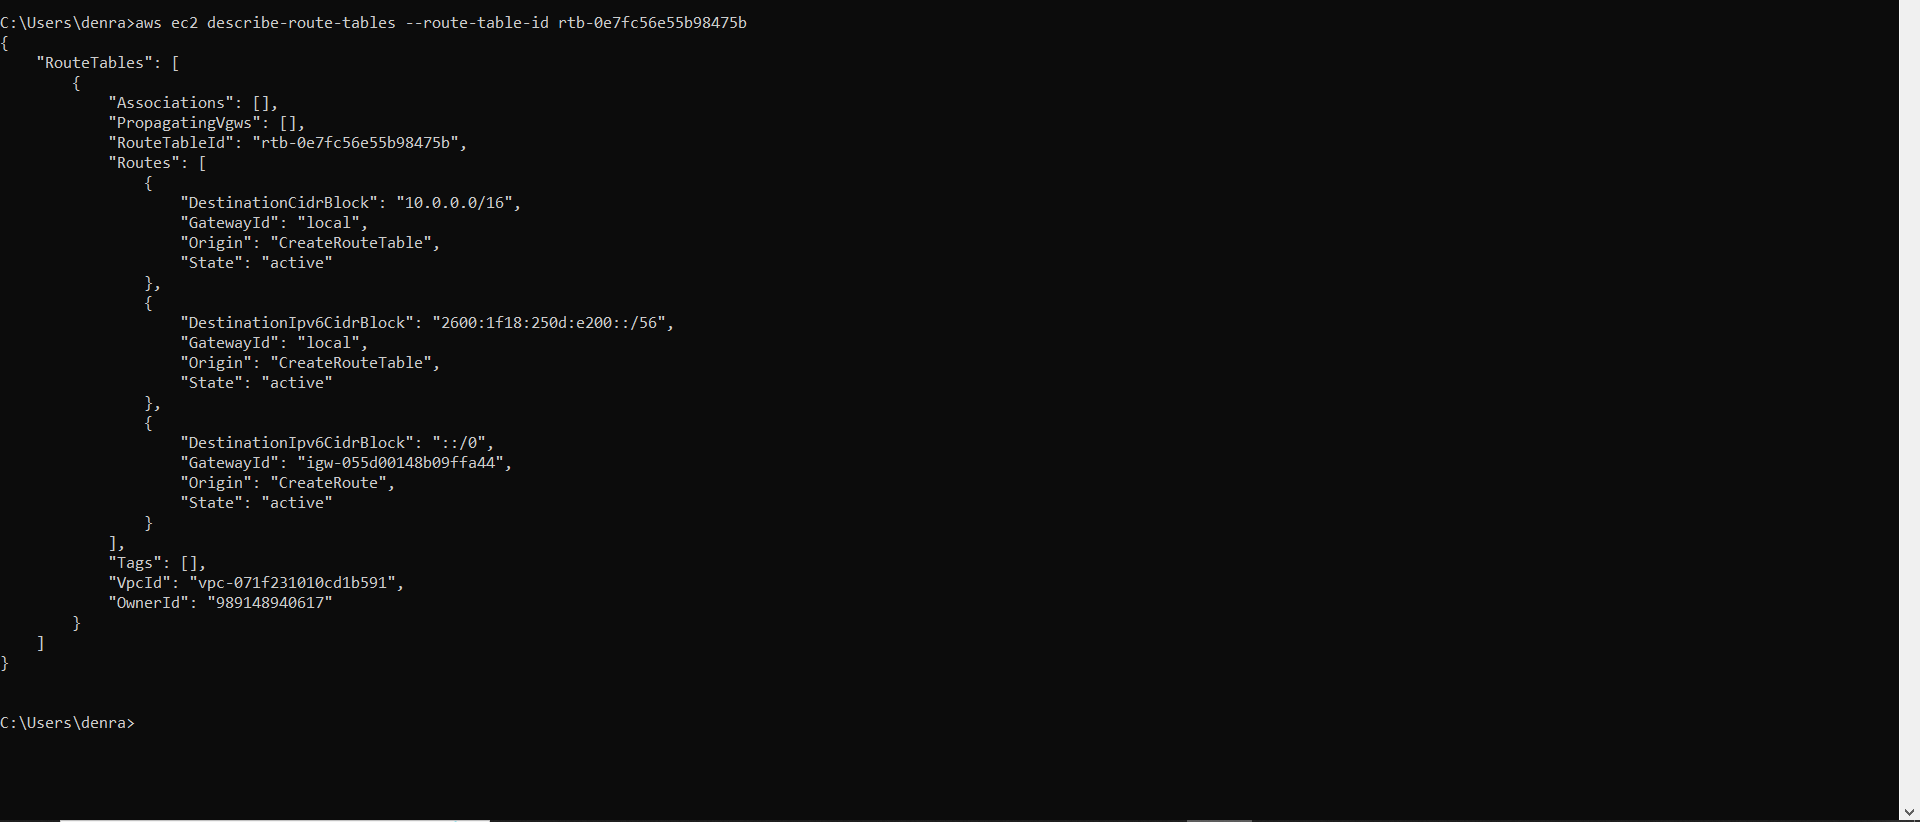 C:\Users\denra>aws ec2 describe-route-tables --route-table-id rtb-0e7fc56e55b98475b
{
    "RouteTables": [
        {
            "Associations": [],
            "PropagatingVgws": [],
            "RouteTableId": "rtb-0e7fc56e55b98475b",
            "Routes": [
                {
                    "DestinationCidrBlock": "10.0.0.0/16",
                    "GatewayId": "local",
                    "Origin": "CreateRouteTable",
                    "State": "active"
                },
                {
                    "DestinationIpv6CidrBlock": "2600:1f18:250d:e200::/56",
                    "GatewayId": "local",
                    "Origin": "CreateRouteTable",
                    "State": "active"
                },
                {
                    "DestinationIpv6CidrBlock": "::/0",
                    "GatewayId": "igw-055d00148b09ffa44",
                    "Origin": "CreateRoute",
                    "State": "active"
                }
            ],
            "Tags": [],
            "VpcId": "vpc-071f231010cd1b591",
            "OwnerId": "989148940617"
        }
    ]
}
C:\Users\denra>